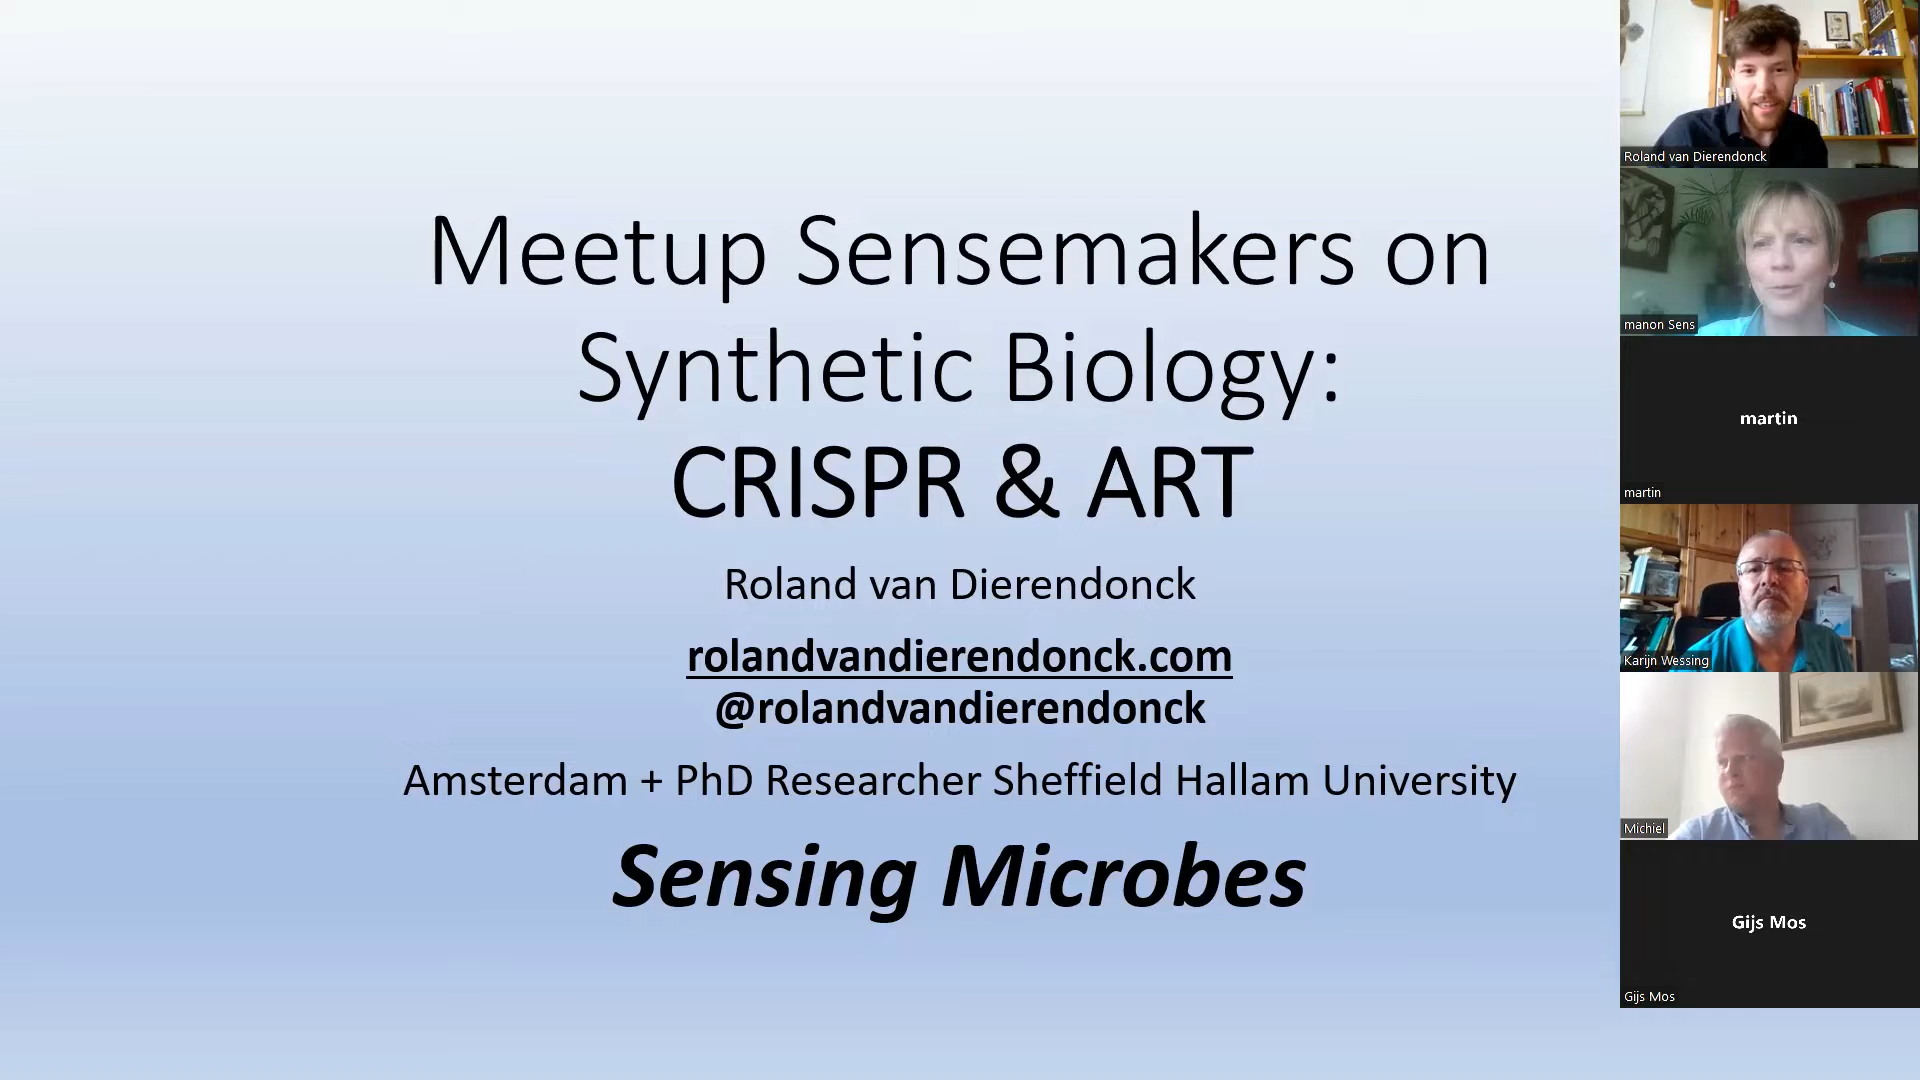 Meetup Sensemakers on
Synthetic Biology:
CRISPR & ART
Roland van Dierendonck
rolandvandierendonck.com
@rolandvandierendonck
Amsterdam + PhD Researcher Sheffield Hallam University
Sensing Microbes
Roland van Dierendonck
manon Sens
martin
martin
Karijn Wessing
Michiel
Gijs Mos
Gijs Mos